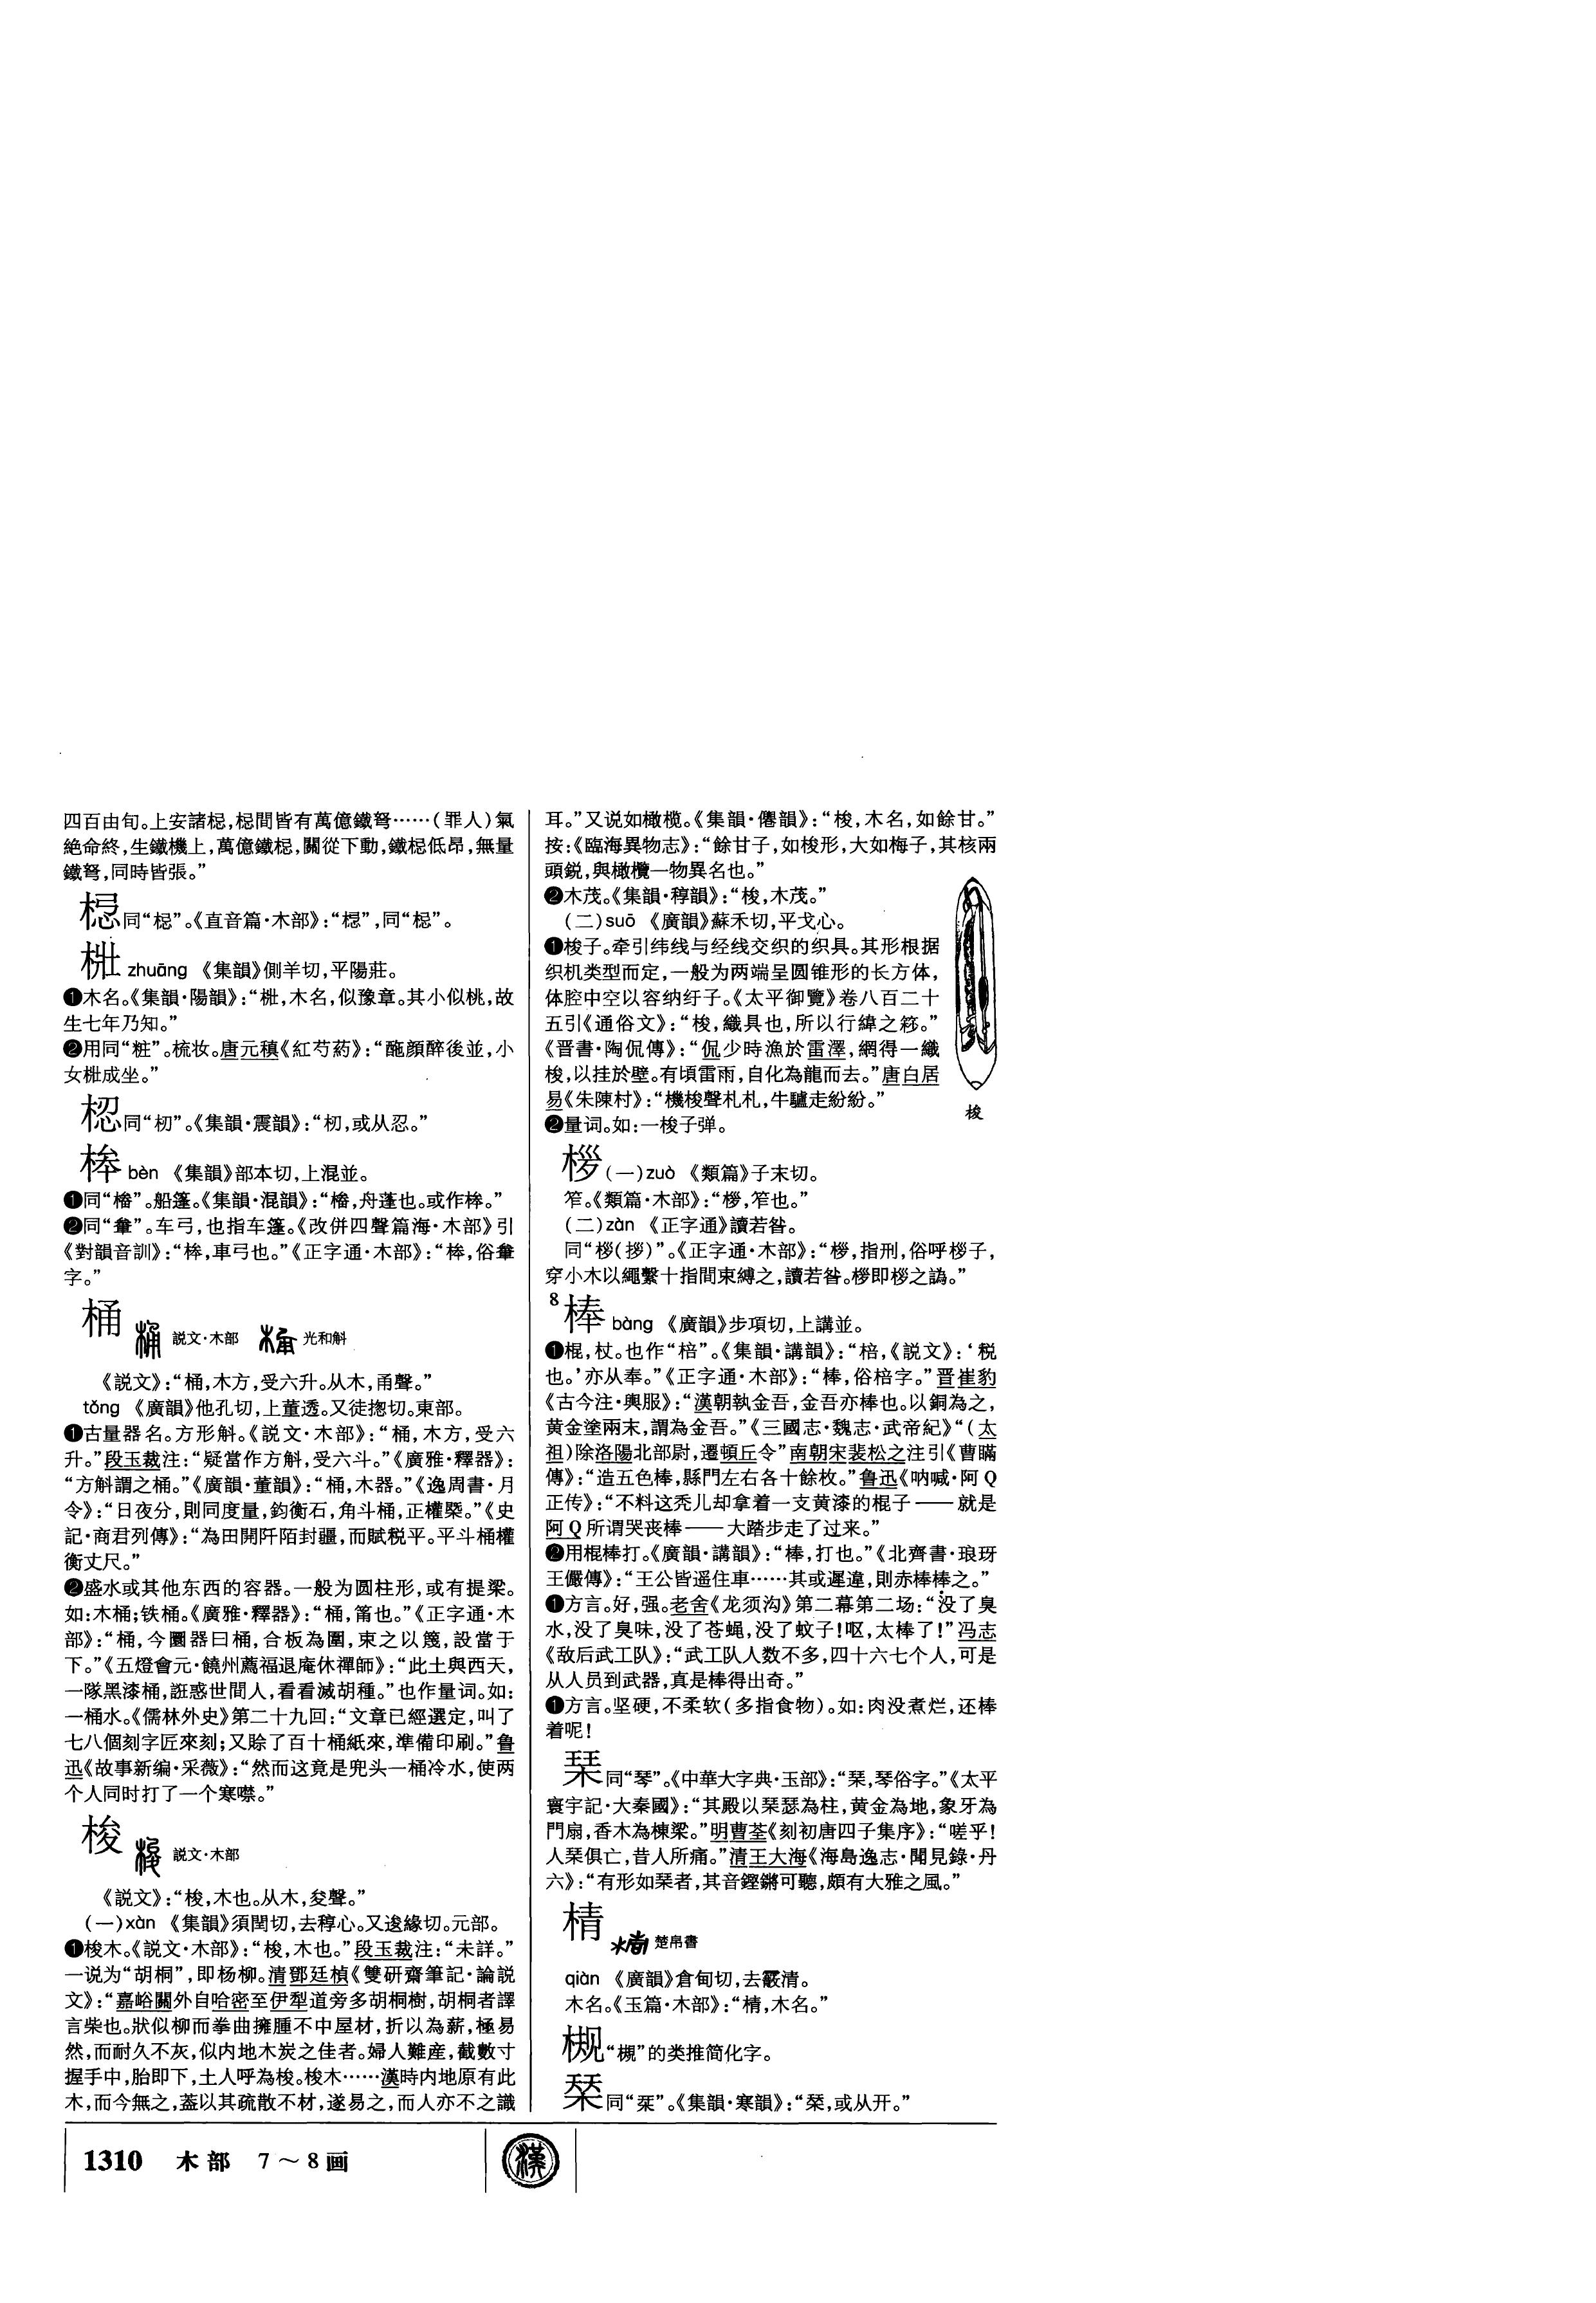 四百由旬。上安諸梞,梞間皆有萬億鐵弩……(罪人)氣
絶命終,生鐵機上,萬億鐵梞,關從下動,鐵梞低昂,無量
鐵弩,同時皆張。”
同“梞”。《直音篇·木部》:“”,同“梞”。
梉 zhuāng 《集韻》側羊切,平陽莊。
❶木名。《集韻·陽韻》:“梉,木名,似豫章。其小似桃,故
生七年乃知。”
❷用同“粧”。梳妆。唐元稹《紅芍葯》:“酡顔醉後並,小
女梉成坐。”
梕同“杒”。《集韻·震韻》:“杒,或从忍。”
桳 bèn 《集韻》部本切,上混並。
❶同“”。船篷。《集韻·混韻》:“,舟蓬也。或作桳。”
❷同“軬”。车弓,也指车篷。《改併四聲篇海·木部》引
《對韻音訓》:“桳,車弓也。”《正字通·木部》:“桳,俗軬
字。”
桶 説文·木部 光和斛
《説文》:“桶,木方,受六升。从木,甬聲。”
tǒng 《廣韻》他孔切,上董透。又徒揔切。東部。
❶古量器名。方形斛。《説文·木部》:“桶,木方,受六
升。”段玉裁注:“疑當作方斛,受六斗。”《廣雅·釋器》:
“方斛謂之桶。”《廣韻·董韻》:“桶,木器。”《逸周書·月
令》:“日夜分,則同度量,鈞衡石,角斗桶,正權槩。”《史
記·商君列傳》:“為田開阡陌封疆,而賦税平。平斗桶權
衡丈尺。”
❷盛水或其他东西的容器。一般为圆柱形,或有提梁。
如:木桶;铁桶。《廣雅·釋器》:“桶,筩也。”《正字通·木
部》:“桶,今圜器曰桶,合板為圍,束之以篾,設當于
下。”《五燈會元·饒州薦福退庵休禪師》:“此土與西天,
一隊黑漆桶,誑惑世間人,看看滅胡種。”也作量词。如:
一桶水。《儒林外史》第二十九回:“文章已經選定,叫了
七八個刻字匠來刻;又賒了百十桶紙來,準備印刷。”鲁
迅《故事新编·采薇》:“然而这竟是兜头一桶冷水,使两
个人同时打了一个寒噤。”
梭 説文·木部
《説文》:“梭,木也。从木,夋聲。”
(一)xùn 《集韻》須閏切,去稕心。又逡緣切。元部。
❶梭木。《説文·木部》:“梭,木也。”段玉裁注:“未詳。”
一说为“胡桐”,即杨柳。清鄧廷楨《雙硯齋筆記·論説
文》:“嘉峪關外自哈密至伊犁道旁多胡桐樹,胡桐者譯
言柴也。狀似柳而拳曲擁腫不中屋材,折以為薪,極易
然,而耐久不灰,似内地木炭之佳者。婦人難産,截數寸
握手中,胎即下,土人呼為梭。梭木……漢時内地原有此
木,而今無之,蓋以其疏散不材,遂易之,而人亦不之識
耳。”又说如橄榄。《集韻·僊韻》:“梭,木名,如餘甘。”
按:《臨海異物志》:“餘甘子,如梭形,大如梅子,其核兩
頭鋭,與橄欖一物異名也。”
❷木茂。《集韻·稕韻》:“梭,木茂。”
(二)suō 《廣韻》蘇禾切,平戈心。
❶梭子。牵引纬线与经线交织的织具。其形根据
织机类型而定,一般为两端呈圆锥形的长方体,
体腔中空以容纳纡子。《太平御覽》卷八百二十
五引《通俗文》:“梭,織具也,所以行緯之。”
《晋書·陶侃傳》:“侃少時漁於雷澤,網得一織
梭,以挂於壁。有頃雷雨,自化為龍而去。”唐白居
易《朱陳村》:“機梭聲札札,牛驢走紛紛。”
❷量词。如:一梭子弹。
梭
桚(一)zuò 《類篇》子末切。
笮。《類篇·木部》:“桚,笮也。”
(二)zàn 《正字通》讀若昝。
同“桚(拶)”。《正字通·木部》:“桚,指刑,俗呼桚子,
穿小木以繩繫十指間束縛之,讀若昝。桚即桚之譌。”
8棒 bàng 《廣韻》步項切,上講並。
❶棍,杖。也作“棓”。《集韻·講韻》:“棓,《説文》:‘税
也。’亦从奉。”《正字通·木部》:“棒,俗棓字。”晋崔豹
《古今注·輿服》:“漢朝執金吾,金吾亦棒也。以銅為之,
黄金塗兩末,謂為金吾。”《三國志·魏志·武帝紀》“(太
祖)除洛陽北部尉,遷頓丘令”南朝宋裴松之注引《曹瞞
傳》:“造五色棒,縣門左右各十餘枚。”鲁迅《呐喊·阿Q
正传》:“不料这秃儿却拿着一支黄漆的棍子——就是
阿Q所谓哭丧棒——大踏步走了过来。”
❷用棍棒打。《廣韻·講韻》:“棒,打也。”《北齊書·琅玡
王儼傳》:“王公皆遥住車……其或遲違,則赤棒棒之。”
❶方言。好,强。老舍《龙须沟》第二幕第二场:“没了臭
水,没了臭味,没了苍蝇,没了蚊子!呕,太棒了!”冯志
《敌后武工队》:“武工队人数不多,四十六七个人,可是
从人员到武器,真是棒得出奇。”
❶方言。坚硬,不柔软(多指食物)。如:肉没煮烂,还棒
着呢!
琹同“琴”。《中華大字典·玉部》:“琹,琴俗字。”《太平
寰宇記·大秦國》:“其殿以琹瑟為柱,黄金為地,象牙為
門扇,香木為棟梁。”明曹荃《刻初唐四子集序》:“嗟乎!
人琹俱亡,昔人所痛。”清王大海《海島逸志·聞見錄·丹
六》:“有形如琹者,其音鏗鏘可聽,頗有大雅之風。”
棈 楚帛書
qiàn 《廣韻》倉甸切,去霰清。
木名。《玉篇·木部》:“棈,木名。”
“槻”的类推简化字。
同“栞”。《集韻·寒韻》:“,或从幵。”
1310 木部 7～8画
漢